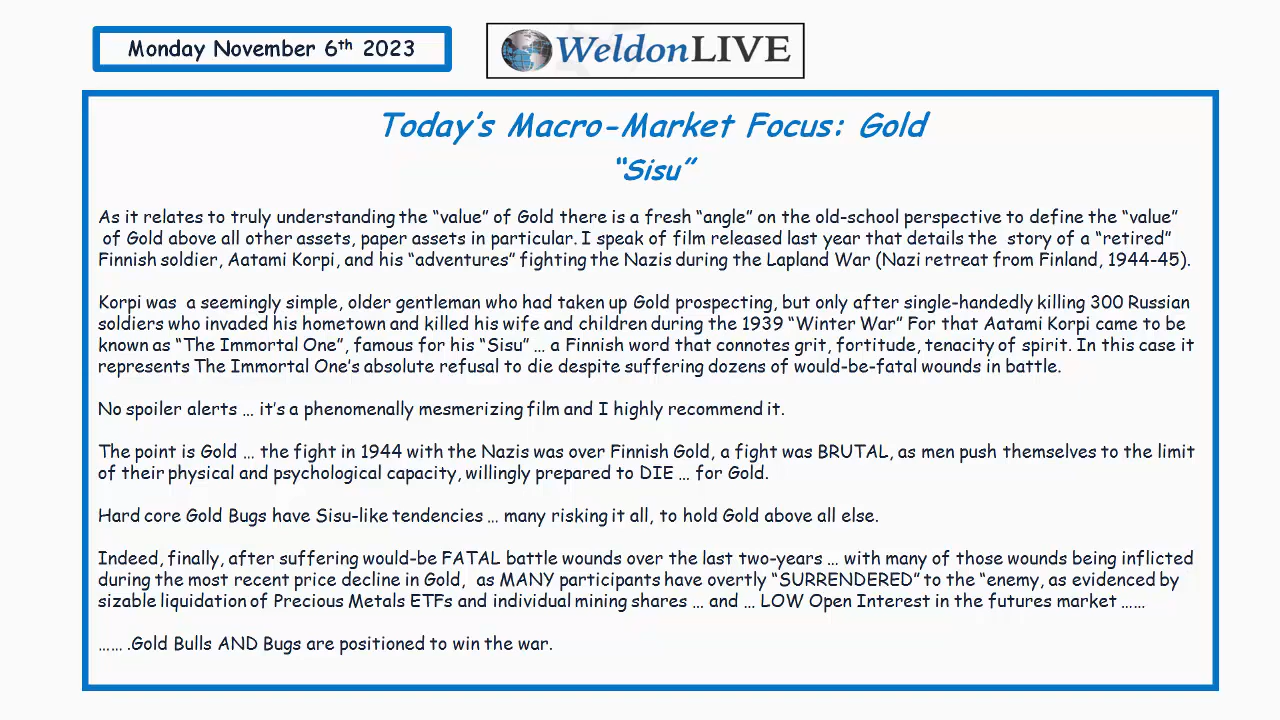 Monday November 6th 2023
WeldonLIVE
Today's Macro-Market Focus: Gold
"Sisu"
As it relates to truly understanding the "value" of Gold there is a fresh "angle" on the old-school perspective to define the "value"
of Gold above all other assets, paper assets in particular. I speak of film released last year that details the story of a "retired"
Finnish soldier, Aatami Korpi, and his "adventures" fighting the Nazis during the Lapland War (Nazi retreat from Finland, 1944-45).
Korpi was a seemingly simple, older gentleman who had taken up Gold prospecting, but only after single-handedly killing 300 Russian
soldiers who invaded his hometown and killed his wife and children during the 1939 "Winter War" For that Aatami Korpi came to be
known as "The Immortal One", famous for his "Sisu" … a Finnish word that connotes grit, fortitude, tenacity of spirit. In this case it
represents The Immortal One's absolute refusal to die despite suffering dozens of would-be-fatal wounds in battle.
No spoiler alerts … it's a phenomenally mesmerizing film and I highly recommend it.
The point is Gold … the fight in 1944 with the Nazis was over Finnish Gold, a fight was BRUTAL, as men push themselves to the limit
of their physical and psychological capacity, willingly prepared to DIE … for Gold.
Hard core Gold Bugs have Sisu-like tendencies … many risking it all, to hold Gold above all else.
Indeed, finally, after suffering would-be FATAL battle wounds over the last two-years … with many of those wounds being inflicted
during the most recent price decline in Gold, as MANY participants have overtly "SURRENDERED" to the "enemy, as evidenced by
sizable liquidation of Precious Metals ETFs and individual mining shares … and … LOW Open Interest in the futures market ……
…… .Gold Bulls AND Bugs are positioned to win the war.